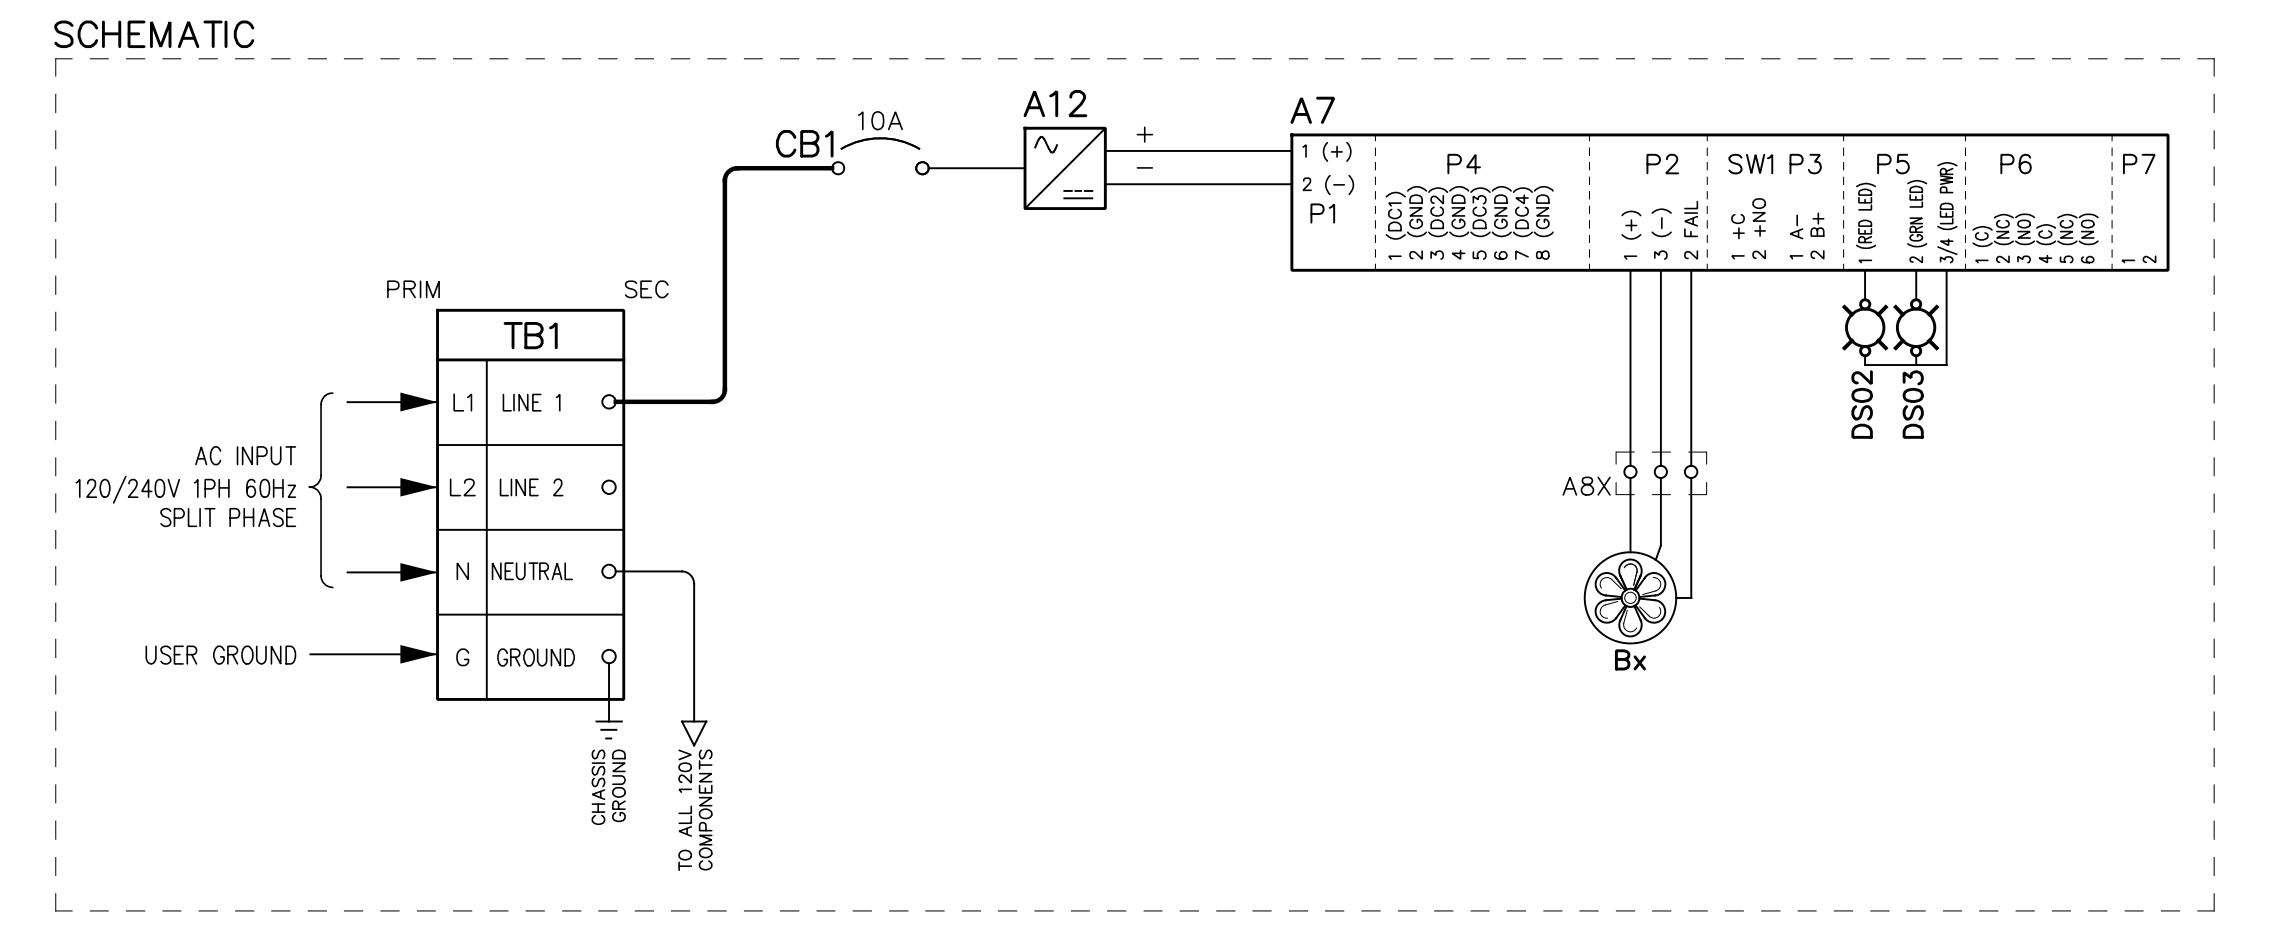 SCHEMATIC
CB1
10A
A12
+
−
A7
1 (+)
2 (−)
P1
P4
1 (DC1)
2 (GND)
3 (DC2)
4 (GND)
5 (DC3)
6 (GND)
7 (DC4)
8 (GND)
P2
1 (+)
3 (−)
2 FAIL
SW1
1 +C
2 +NO
P3
1 A−
2 B+
P5
1 (RED LED)
2 (GRN LED)
3/4 (LED PWR)
P6
1 (C)
2 (NC)
3 (NO)
4 (C)
5 (NC)
6 (NO)
P7
1
2
DS02
DS03
A8X
Bx
PRIM
SEC
TB1
L1 LINE 1
L2 LINE 2
N NEUTRAL
G GROUND
AC INPUT
120/240V 1PH 60Hz
SPLIT PHASE
USER GROUND
CHASSIS
GROUND
TO ALL 120V
COMPONENTS